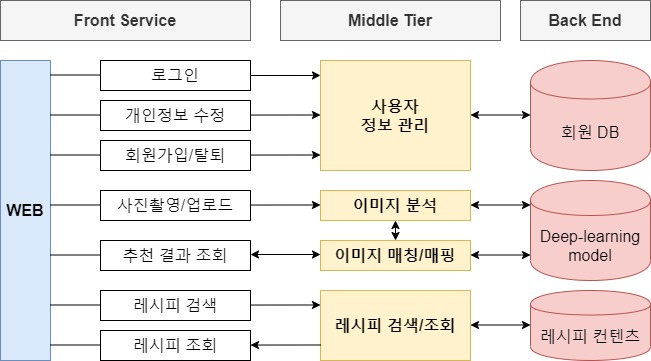 Front Service
Middle Tier
Back End
WEB
로그인
개인정보 수정
회원가입/탈퇴
사진촬영/업로드
추천 결과 조회
레시피 검색
레시피 조회
사용자
정보 관리
이미지 분석
이미지 매칭/매핑
레시피 검색/조회
회원 DB
Deep-learning
model
레시피 컨텐츠